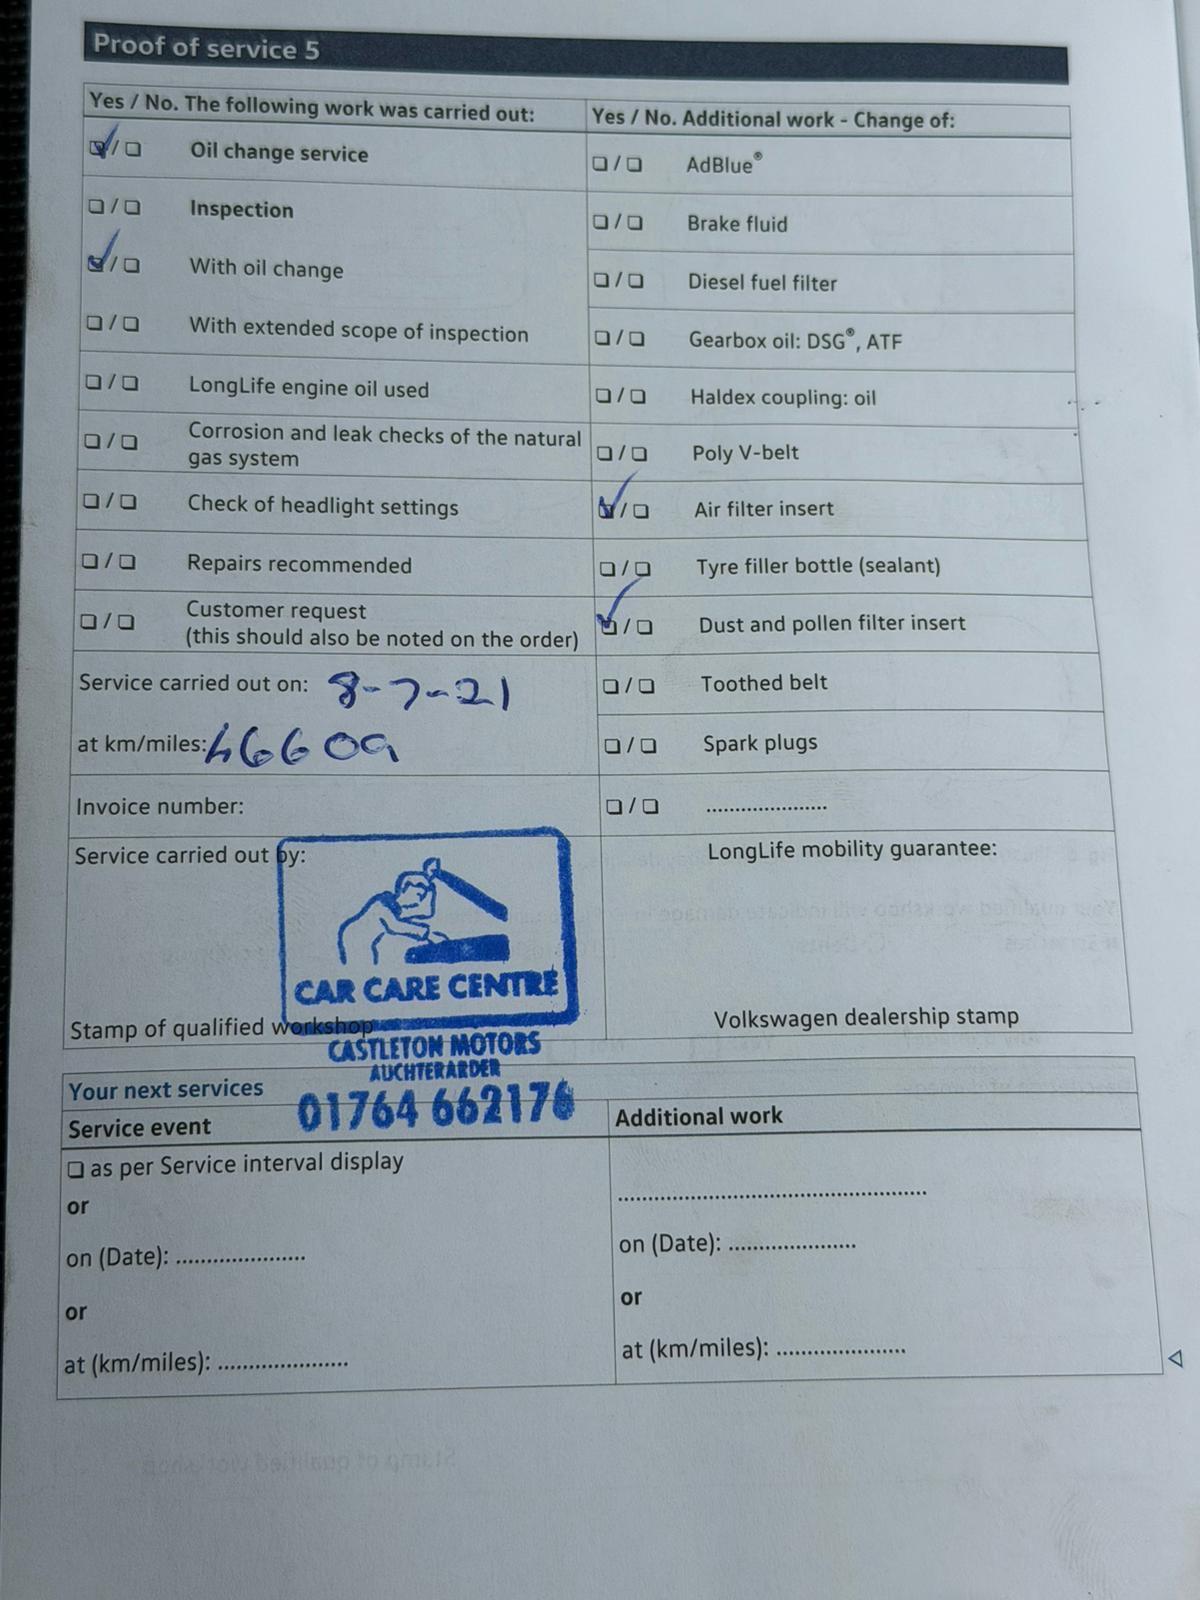 Proof of service 5
Yes / No. The following work was carried out:
❑ / ❑ Oil change service
❑ / ❑ Inspection
❑ / ❑ With oil change
❑ / ❑ With extended scope of inspection
❑ / ❑ LongLife engine oil used
❑ / ❑ Corrosion and leak checks of the natural
gas system
❑ / ❑ Check of headlight settings
❑ / ❑ Repairs recommended
❑ / ❑ Customer request
(this should also be noted on the order)
Service carried out on: 8-7-21
at km/miles: 46609
Invoice number:
Service carried out by:
CAR CARE CENTRE
Stamp of qualified workshop
CASTLETON MOTORS
AUCHTERARDER
01764 662176
Yes / No. Additional work - Change of:
❑ / ❑ AdBlue®
❑ / ❑ Brake fluid
❑ / ❑ Diesel fuel filter
❑ / ❑ Gearbox oil: DSG®, ATF
❑ / ❑ Haldex coupling: oil
❑ / ❑ Poly V-belt
❑ / ❑ Air filter insert
❑ / ❑ Tyre filler bottle (sealant)
❑ / ❑ Dust and pollen filter insert
❑ / ❑ Toothed belt
❑ / ❑ Spark plugs
❑ / ❑ ......................
LongLife mobility guarantee:
Volkswagen dealership stamp
Your next services
Service event
❑ as per Service interval display
or
on (Date): ......................
or
at (km/miles): ......................
Additional work
.....................................................
on (Date): ......................
or
at (km/miles): ......................